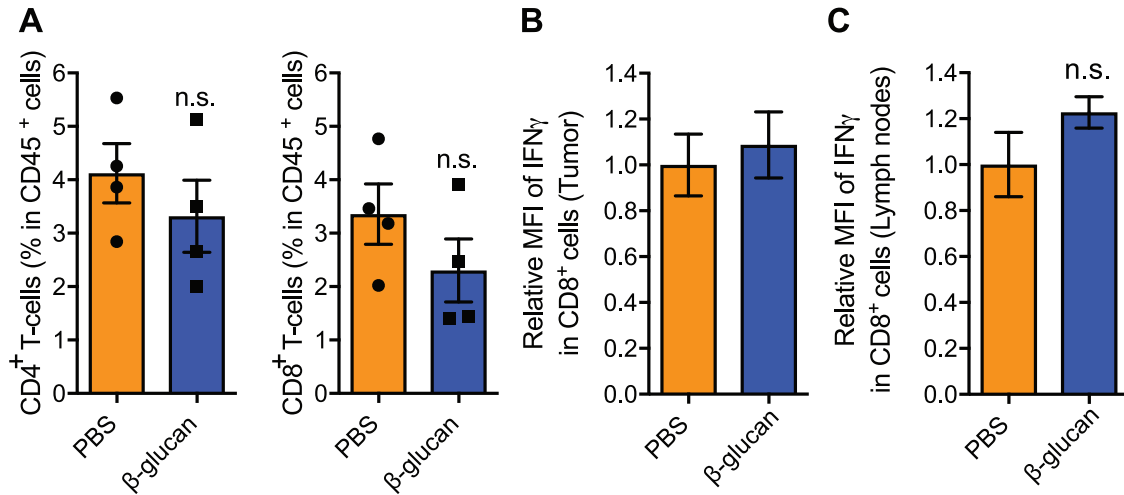 A
CD4+ T-cells (% in CD45 + cells)
6
5
4
3
2
1
0
n.s.
PBS
β-glucan
CD8+ T-cells (% in CD45 + cells)
6
5
4
3
2
1
0
n.s.
PBS
β-glucan
B
Relative MFI of IFNγ
in CD8+ cells (Tumor)
1.4
1.2
1.0
0.8
0.6
0.4
0.2
0.0
PBS
β-glucan
C
Relative MFI of IFNγ
in CD8+ cells (Lymph nodes)
1.4
1.2
1.0
0.8
1.2
0.4
0.2
0.0
n.s.
PBS
β-glucan